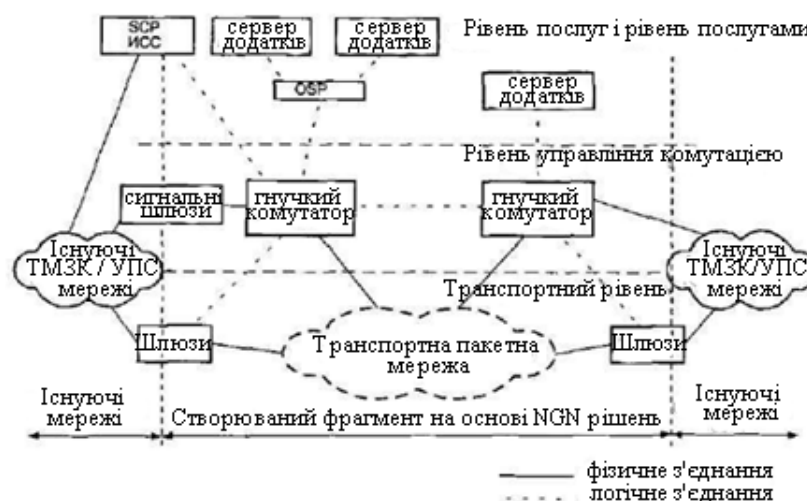 SCP
ИСС
сервер
додатків
сервер
додатків
Рівень послуг і рівень послугами
OSP
сервер
додатків
Рівень управління комутацією
сигнальні
шлюзи
гнучкий
комутатор
гнучкий
комутатор
Існуючі
ТМЗК / УПС
мережі
Існуючі
ТМЗК/УПС
мережі
Транспортний рівень
Шлюзи
Транспортна пакетна
мережа
Шлюзи
Існуючі
мережі
Створюваний фрагмент на основі NGN рішень
Існуючі
мережі
фізичне з'єднання
логічне з'єднання